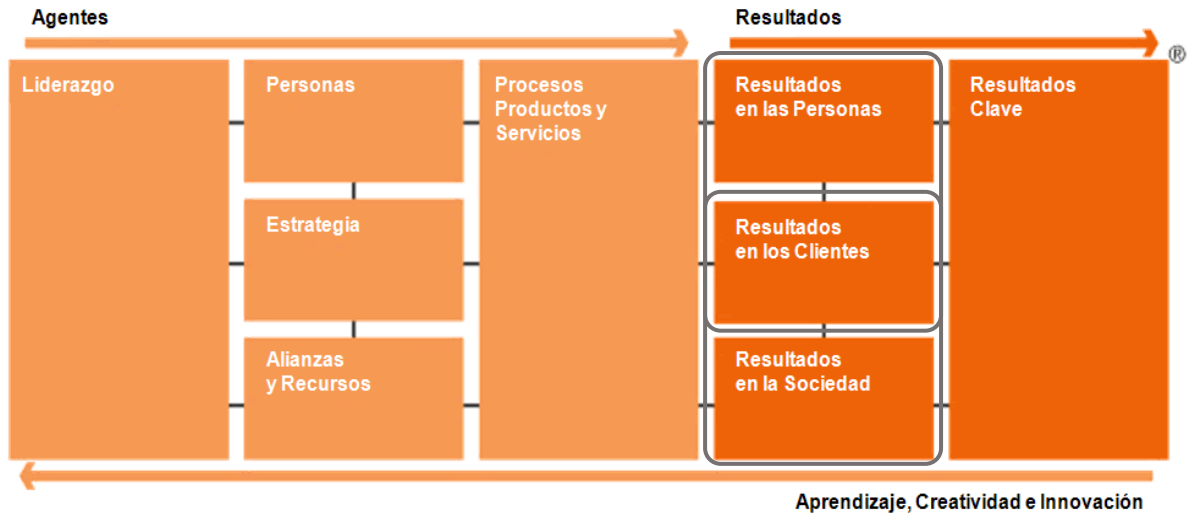 Agentes
Resultados
®
Liderazgo
Personas
Procesos
Productos y
Servicios
Resultados
en las Personas
Resultados
Clave
Estrategia
Resultados
en los Clientes
Alianzas
y Recursos
Resultados
en la Sociedad
Aprendizaje, Creatividad e Innovación